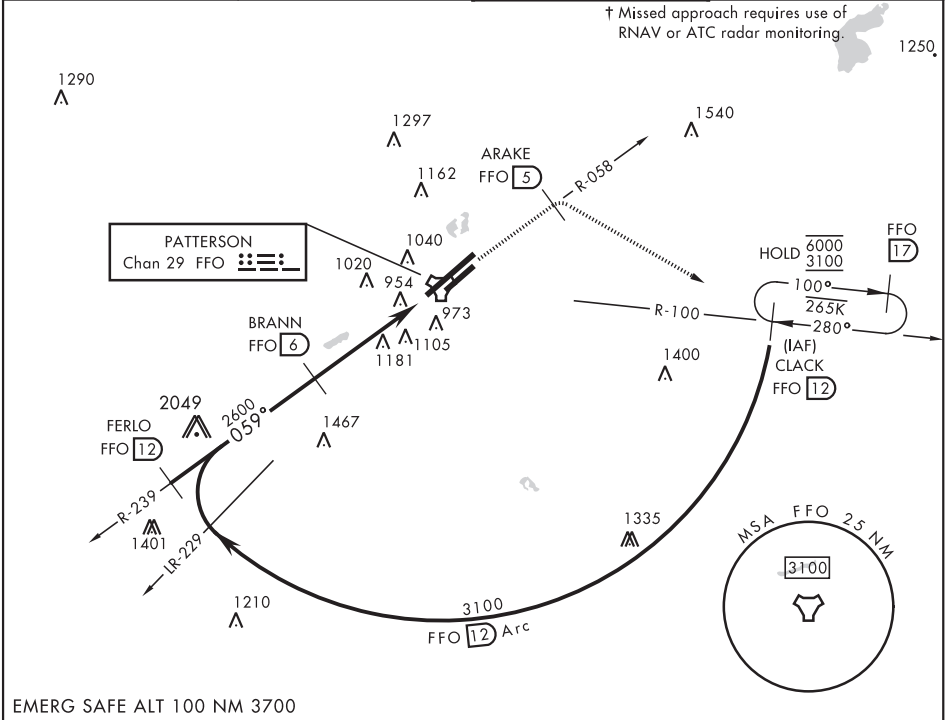 † Missed approach requires use of
RNAV or ATC radar monitoring.
1250
1290
1297
1540
ARAKE
FFO 5
R-058
1162
PATTERSON
Chan 29 FFO
1040
1020
954
973
1105
1181
HOLD 6000
3100
FFO
17
100°
265K
280°
R-100
(IAF)
CLACK
FFO 12
1400
BRANN
FFO 6
2049
2600
059°
1467
FERLO
FFO 12
R-239
1401
LR-229
1335
1210
3100
FFO 12 Arc
MSA FFO 25 NM
3100
EMERG SAFE ALT 100 NM 3700